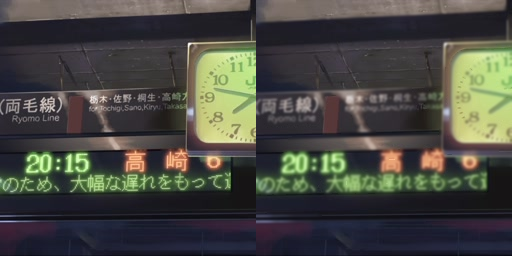 (両毛線)
Ryomo Line
栃木・佐野・桐生・高崎
for Tochigi,Sano,Kiryu,
20:15 高崎 6
のため、大幅な遅れをもって
11 12
10
9
8
7
(両毛線)
Ryomo Line
栃木・佐野・桐生・高崎
for Tochigi,Sano,Kiryu,
20:15 高崎 6
のため、大幅な遅れをもって
11 12
10
9
8
7